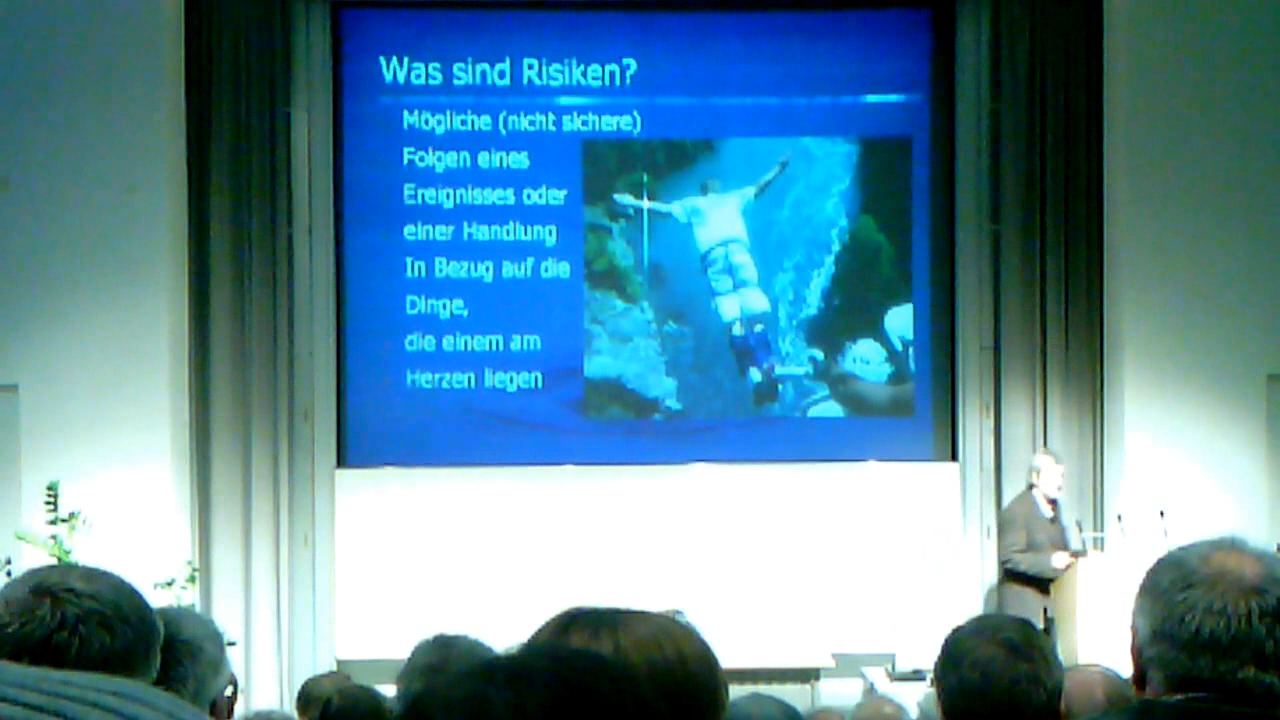 Was sind Risiken?
Mögliche (nicht sichere)
Folgen eines
Ereignisses oder
einer Handlung
In Bezug auf die
Dinge,
die einem am
Herzen liegen